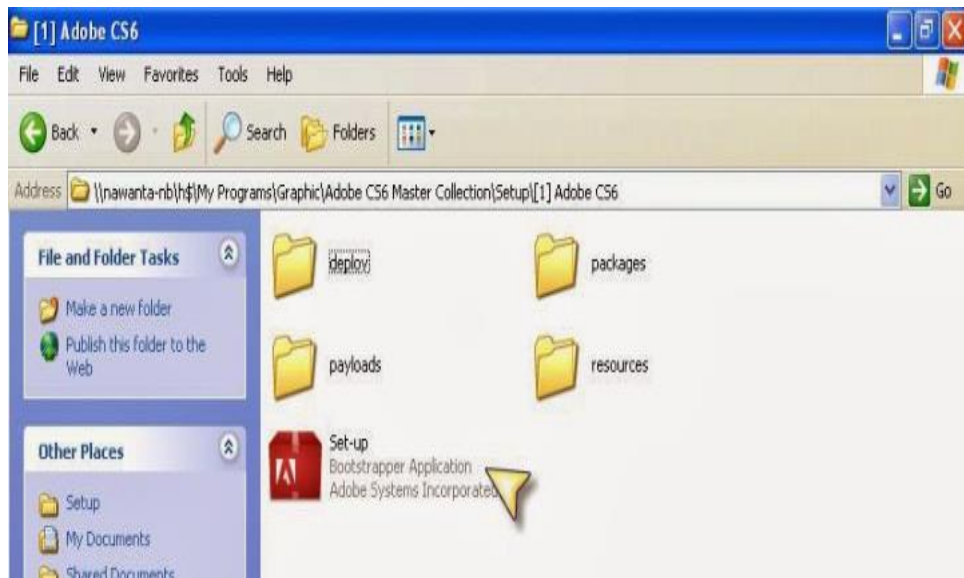 [1] Adobe CS6
File Edit View Favorites Tools Help
Back Search Folders
Address \\nawanta-nb\h$\My Programs\Graphic\Adobe CS6 Master Collection\Setup\[1] Adobe CS6 Go
File and Folder Tasks
Make a new folder
Publish this folder to the
Web
Other Places
Setup
My Documents
Shared Documents
deploy
packages
payloads
resources
Set-up
Bootstrapper Application
Adobe Systems Incorporated